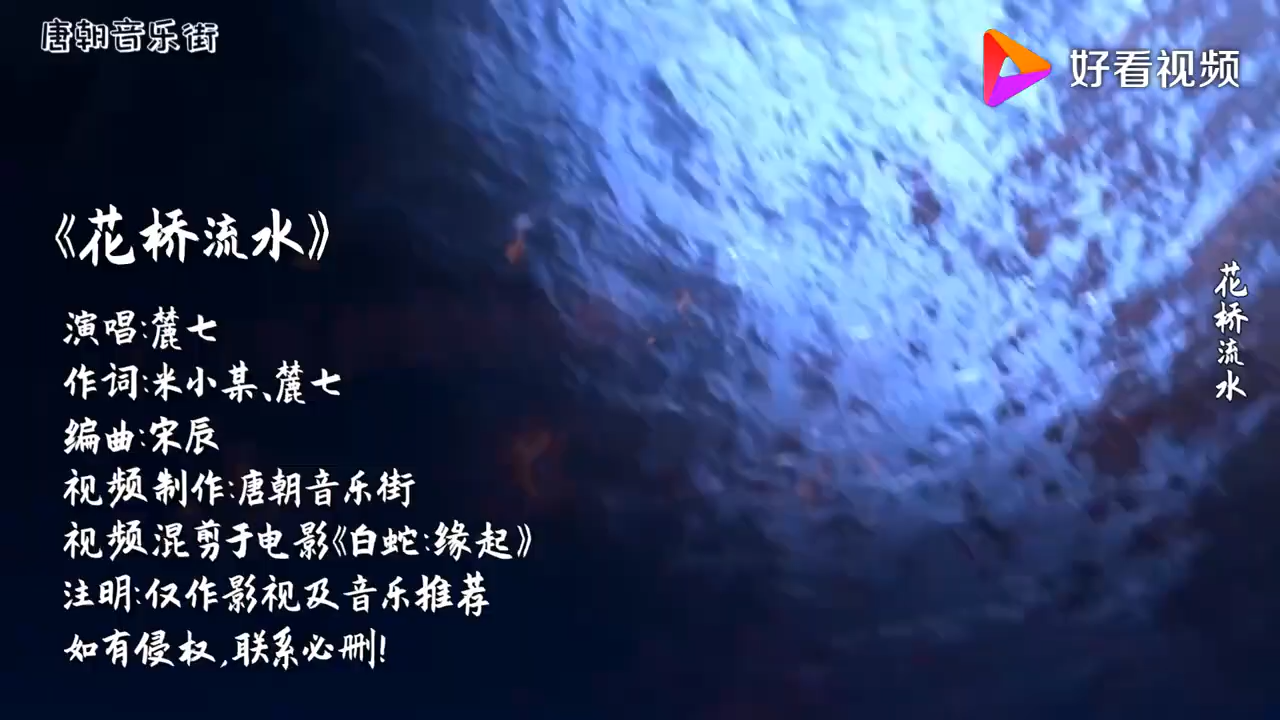 唐朝音乐街
好看视频
《花桥流水》
演唱:麓七
作词:米小某、麓七
编曲:宋辰
视频制作:唐朝音乐街
视频混剪于电影《白蛇:缘起》
注明:仅作影视及音乐推荐
如有侵权,联系必删!
花桥流水